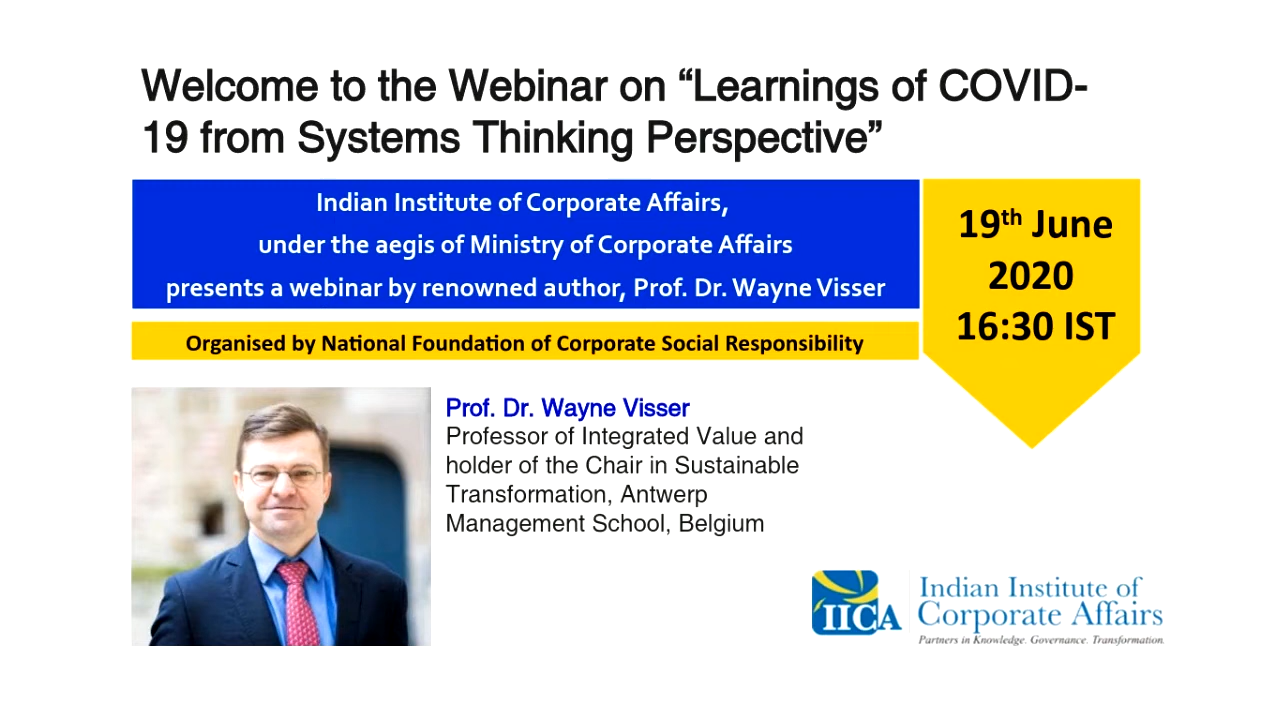 Welcome to the Webinar on “Learnings of COVID-
19 from Systems Thinking Perspective”
Indian Institute of Corporate Affairs,
under the aegis of Ministry of Corporate Affairs
presents a webinar by renowned author, Prof. Dr. Wayne Visser
19th June
2020
16:30 IST
Organised by National Foundation of Corporate Social Responsibility
Prof. Dr. Wayne Visser
Professor of Integrated Value and
holder of the Chair in Sustainable
Transformation, Antwerp
Management School, Belgium
IICA
Indian Institute of
Corporate Affairs
Partners in Knowledge. Governance. Transformation.